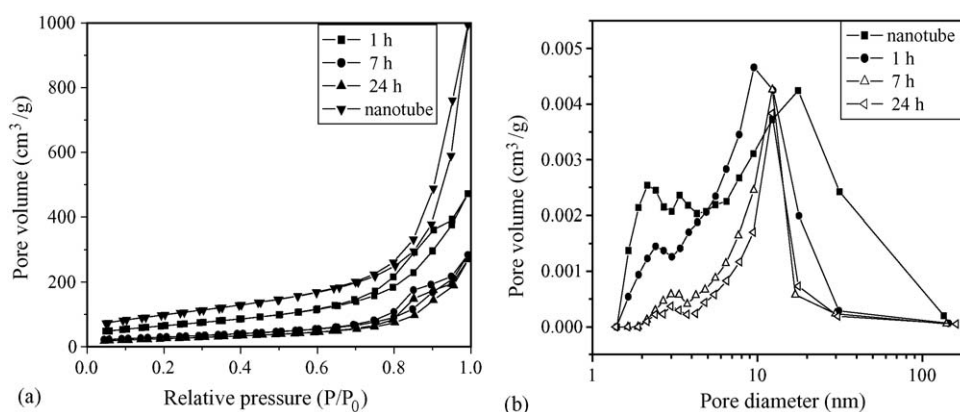 1000
800
600
400
200
0
0.0 0.2 0.4 0.6 0.8 1.0
Pore volume (cm³/g)
Relative pressure (P/P₀)
1 h
7 h
24 h
nanotube
(a)
0.005
0.004
0.003
0.002
0.001
0.000
1 10 100
Pore volume (cm³/g)
Pore diameter (nm)
nanotube
1 h
7 h
24 h
(b)